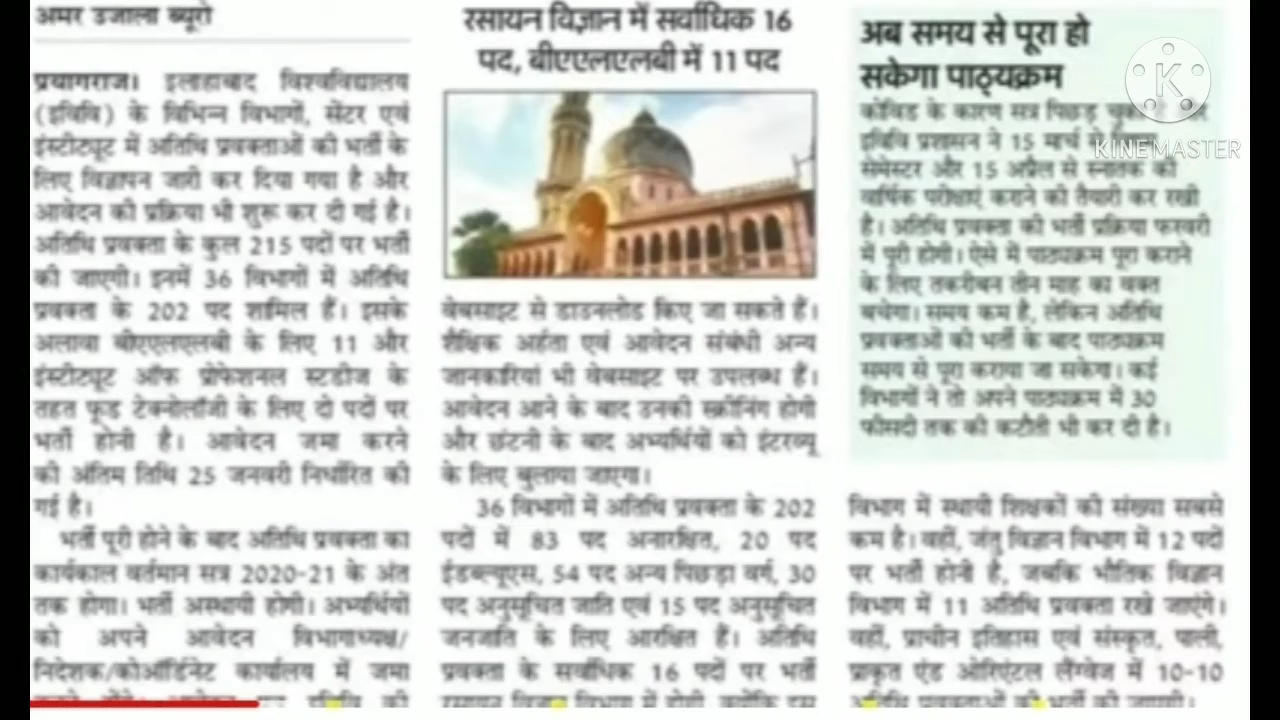 अमर उजाला ब्यूरो
प्रयागराज। इलाहाबाद विश्वविद्यालय
(इविवि) के विभिन्न विभागों, सेंटर एवं
इंस्टीट्यूट में अतिथि प्रवक्ताओं की भर्ती के
लिए विज्ञापन जारी कर दिया गया है और
आवेदन की प्रक्रिया भी शुरू कर दी गई है।
अतिथि प्रवक्ता के कुल 215 पदों पर भर्ती
की जाएगी। इनमें 36 विभागों में अतिथि
प्रवक्ता के 202 पद शामिल हैं। इसके
अलावा बीएएलएलबी के लिए 11 और
इंस्टीट्यूट ऑफ प्रोफेशनल स्टडीज के
तहत फूड टेक्नोलॉजी के लिए दो पदों पर
भर्ती होनी है। आवेदन जमा करने
की अंतिम तिथि 25 जनवरी निर्धारित की
गई है।
भर्ती पूरी होने के बाद अतिथि प्रवक्ता का
कार्यकाल वर्तमान सत्र 2020-21 के अंत
तक होगा। भर्ती अस्थायी होगी। अभ्यर्थियों
को अपने आवेदन विभागाध्यक्ष/
निदेशक/कोऑर्डिनेट कार्यालय में जमा
रसायन विज्ञान में सर्वाधिक 16
पद, बीएएलएलबी में 11 पद
वेबसाइट से डाउनलोड किए जा सकते हैं।
शैक्षिक अर्हता एवं आवेदन संबंधी अन्य
जानकारियां भी वेबसाइट पर उपलब्ध हैं।
आवेदन आने के बाद उनकी स्क्रीनिंग होगी
और छंटनी के बाद अभ्यर्थियों को इंटरव्यू
के लिए बुलाया जाएगा।
36 विभागों में अतिथि प्रवक्ता के 202
पदों में 83 पद अनारक्षित, 20 पद
ईडब्ल्यूएस, 54 पद अन्य पिछड़ा वर्ग, 30
पद अनुसूचित जाति एवं 15 पद अनुसूचित
जनजाति के लिए आरक्षित हैं। अतिथि
प्रवक्ता के सर्वाधिक 16 पदों पर भर्ती
रसायन विज्ञान विभाग में होगी, क्योंकि इस
अब समय से पूरा हो
सकेगा पाठ्यक्रम
कोविड के कारण सत्र पिछड़
इविवि प्रशासन ने 15 मार्च से
सेमेस्टर और 15 अप्रैल से स्नातक की
वार्षिक परीक्षाएं कराने की तैयारी कर रखी
है। अतिथि प्रवक्ता की भर्ती प्रक्रिया फरवरी
में पूरी होगी। ऐसे में पाठ्यक्रम पूरा कराने
के लिए तकरीबन तीन माह का वक्त
बचेगा। समय कम है, लेकिन अतिथि
प्रवक्ताओं की भर्ती के बाद पाठ्यक्रम
समय से पूरा कराया जा सकेगा। कई
विभागों ने तो अपने पाठ्यक्रम में 30
फीसदी तक की कटौती भी कर दी है।
विभाग में स्थायी शिक्षकों की संख्या सबसे
कम है। वहीं, जंतु विज्ञान विभाग में 12 पदों
पर भर्ती होनी है, जबकि भौतिक विज्ञान
विभाग में 11 अतिथि प्रवक्ता रखे जाएंगे।
वहीं, प्राचीन इतिहास एवं संस्कृत, पाली,
प्राकृत एंड ओरिएंटल लैंग्वेज में 10-10
अतिथि प्रवक्ताओं की भर्ती की जाएगी।
K
KINEMASTER